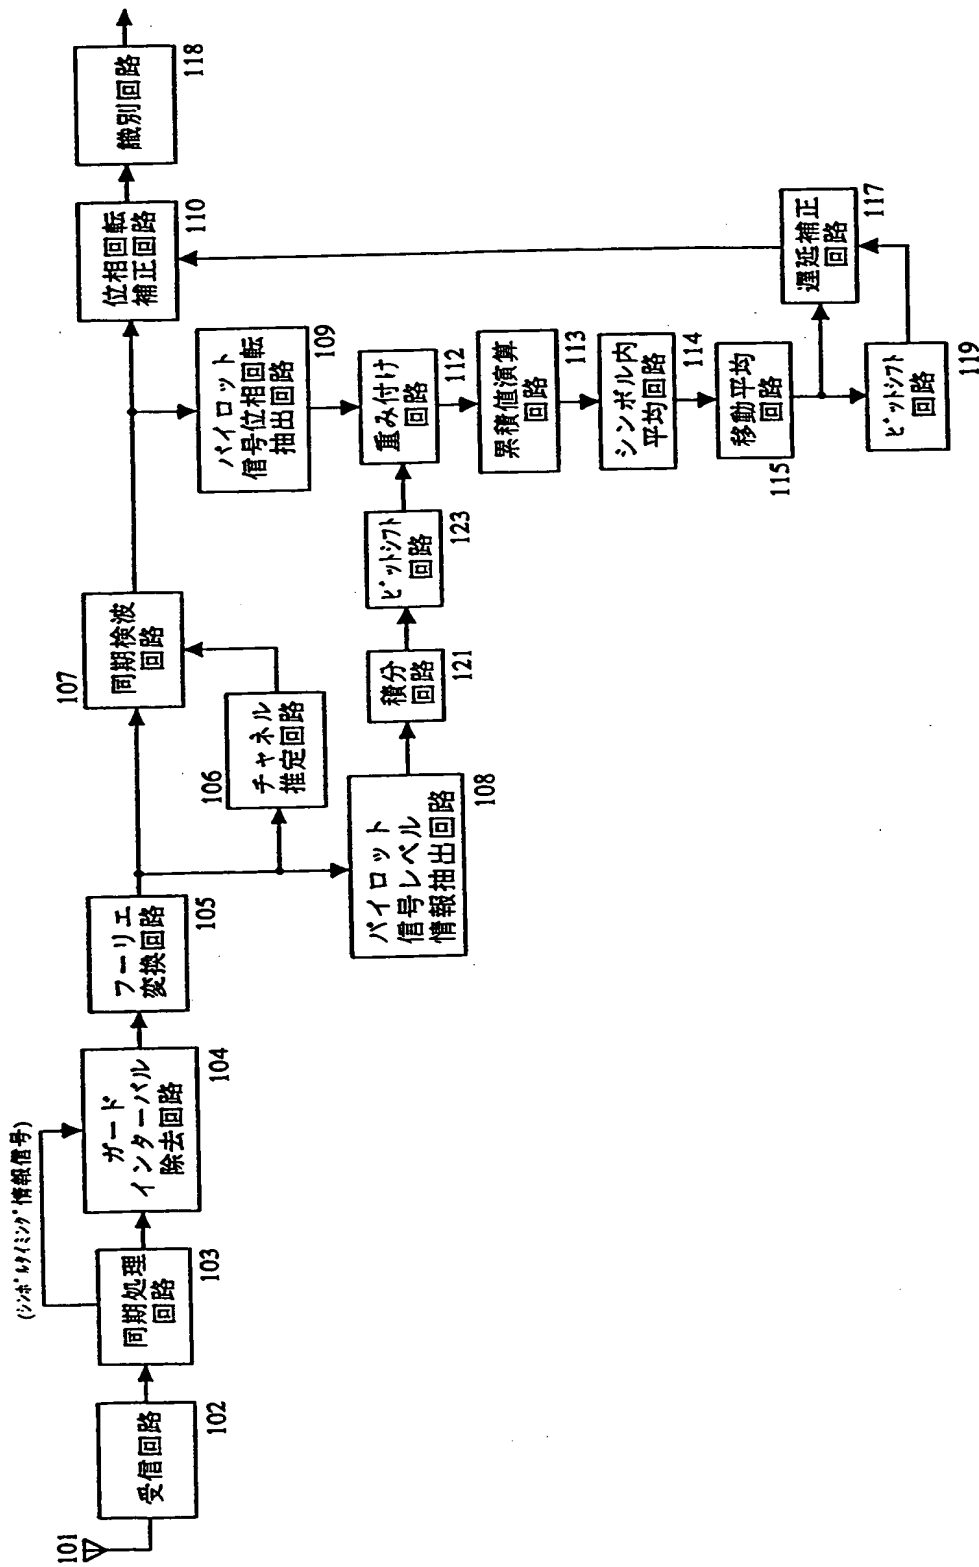 101
受信回路
102
(シンボルタイミング情報信号)
同期処理
回路
103
ガード
インターバル
除去回路
104
フーリエ
変換回路
105
チャネル
推定回路
106
同期検波
回路
107
パイロット
信号レベル
情報抽出回路
108
積分
回路
121
ビットシフト
回路
123
パイロット
信号位相回転
抽出回路
109
重み付け
回路
112
累積値演算
回路
113
シンボル内
平均回路
114
移動平均
回路
115
ビットシフト
回路
119
遅延補正
回路
117
位相回転
補正回路
110
識別回路
118